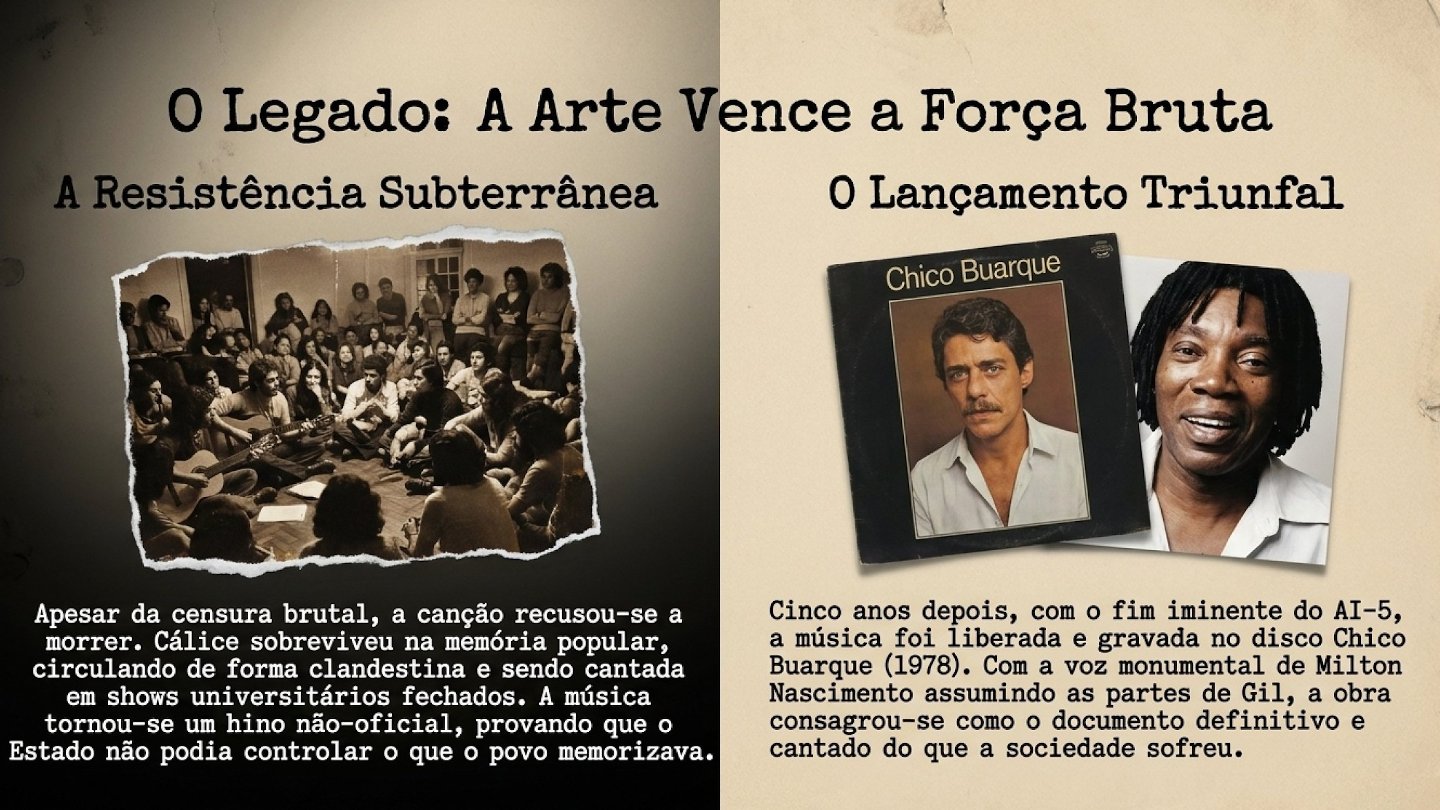 O Legado: A Arte Vence a Força Bruta
A Resistência Subterrânea
Apesar da censura brutal, a canção recusou-se a
morrer. Cálice sobreviveu na memória popular,
circulando de forma clandestina e sendo cantada
em shows universitários fechados. A música
tornou-se um hino não-oficial, provando que o
Estado não podia controlar o que o povo memorizava.
O Lançamento Triunfal
Chico Buarque
Cinco anos depois, com o fim iminente do AI-5,
a música foi liberada e gravada no disco Chico
Buarque (1978). Com a voz monumental de Milton
Nascimento assumindo as partes de Gil, a obra
consagrou-se como o documento definitivo e
cantado do que a sociedade sofreu.